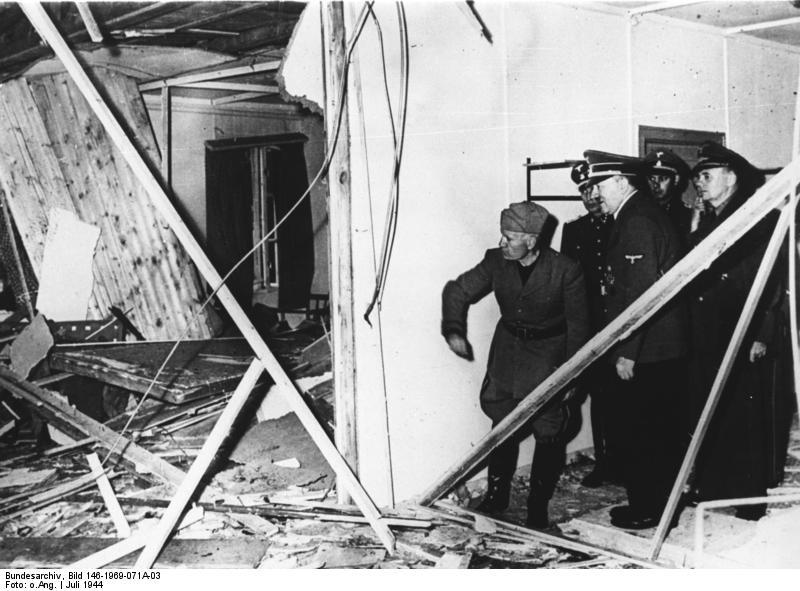 Bundesarchiv, Bild 146-1969-071A-03
Foto: o.Ang. | Juli 1944